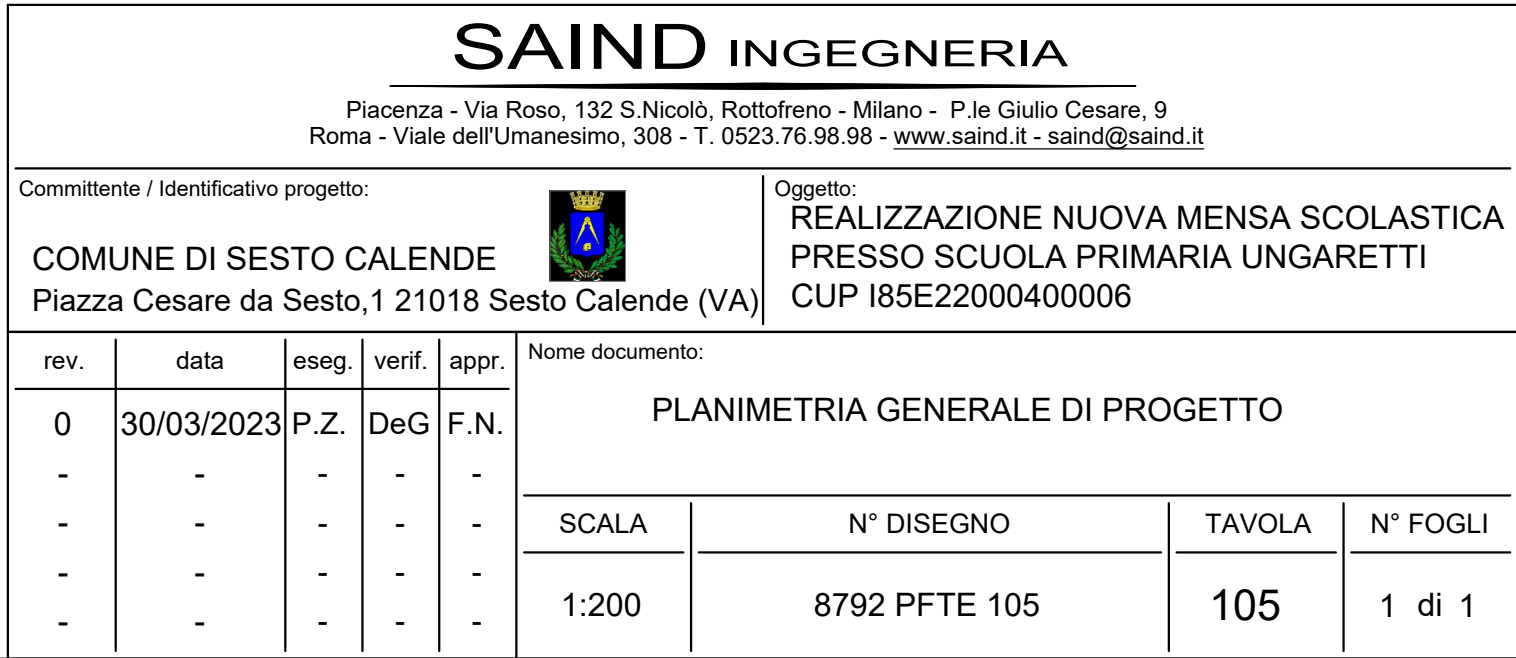 SAIND INGEGNERIA
Piacenza - Via Roso, 132 S.Nicolò, Rottofreno - Milano - P.le Giulio Cesare, 9
Roma - Viale dell'Umanesimo, 308 - T. 0523.76.98.98 - www.saind.it - saind@saind.it
Committente / Identificativo progetto:
COMUNE DI SESTO CALENDE
Piazza Cesare da Sesto,1 21018 Sesto Calende (VA)
Oggetto:
REALIZZAZIONE NUOVA MENSA SCOLASTICA
PRESSO SCUOLA PRIMARIA UNGARETTI
CUP I85E22000400006
rev. data eseg. verif. appr.
0 30/03/2023 P.Z. DeG F.N.
- - - - -
- - - - -
- - - - -
- - - - -
Nome documento:
PLANIMETRIA GENERALE DI PROGETTO
SCALA N° DISEGNO TAVOLA N° FOGLI
1:200 8792 PFTE 105 105 1 di 1